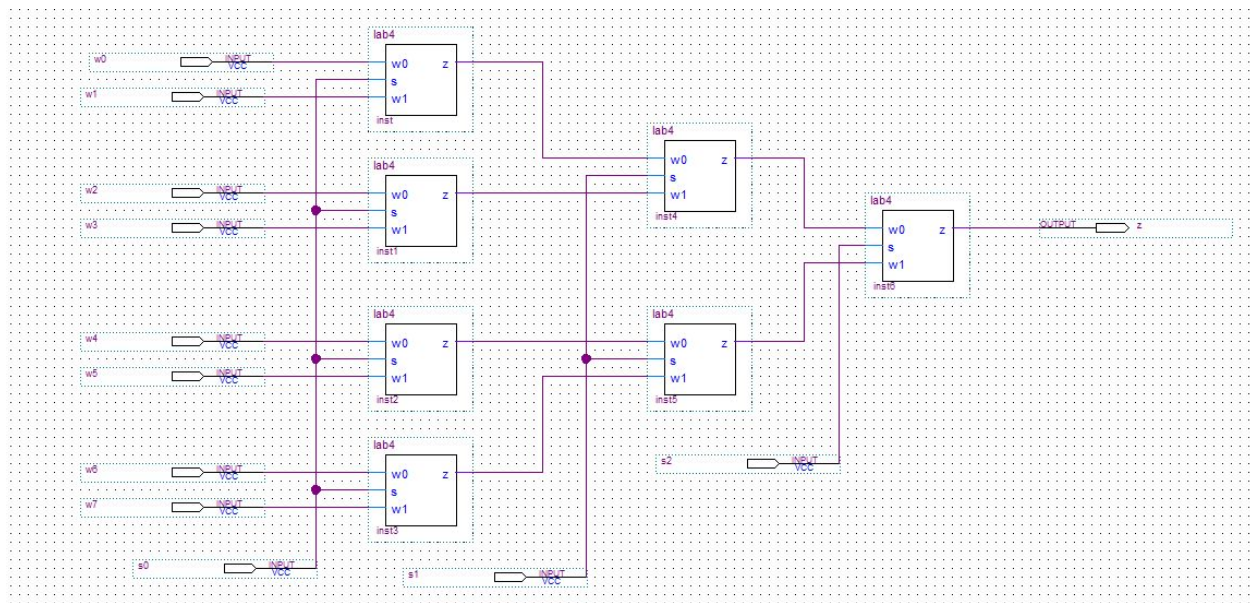 lab4
w0 INPUT VCC
w0 z
s
w1 INPUT VCC
w1
inst
lab4
w2 INPUT VCC
w0 z
s
w3 INPUT VCC
w1
inst1
lab4
w0 z
s
w1
inst4
lab4
w0 z
s
w1
inst6
OUTPUT z
lab4
w4 INPUT VCC
w0 z
s
w5 INPUT VCC
w1
inst2
lab4
w0 z
s
w1
inst5
lab4
w6 INPUT VCC
w0 z
s
w7 INPUT VCC
w1
inst3
s2 INPUT VCC
s0 INPUT VCC
s1 INPUT VCC